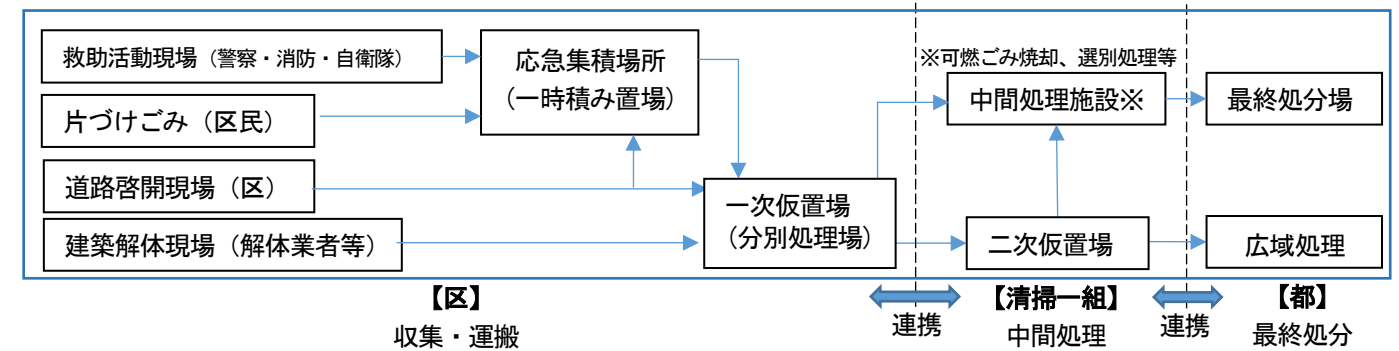 救助活動現場（警察・消防・自衛隊）
片づけごみ（区民）
道路啓開現場（区）
建築解体現場（解体業者等）
応急集積場所
（一時積み置場）
一次仮置場
（分別処理場）
※可燃ごみ焼却、選別処理等
中間処理施設※
二次仮置場
最終処分場
広域処理
【区】
収集・運搬
連携
【清掃一組】
中間処理
連携
【都】
最終処分